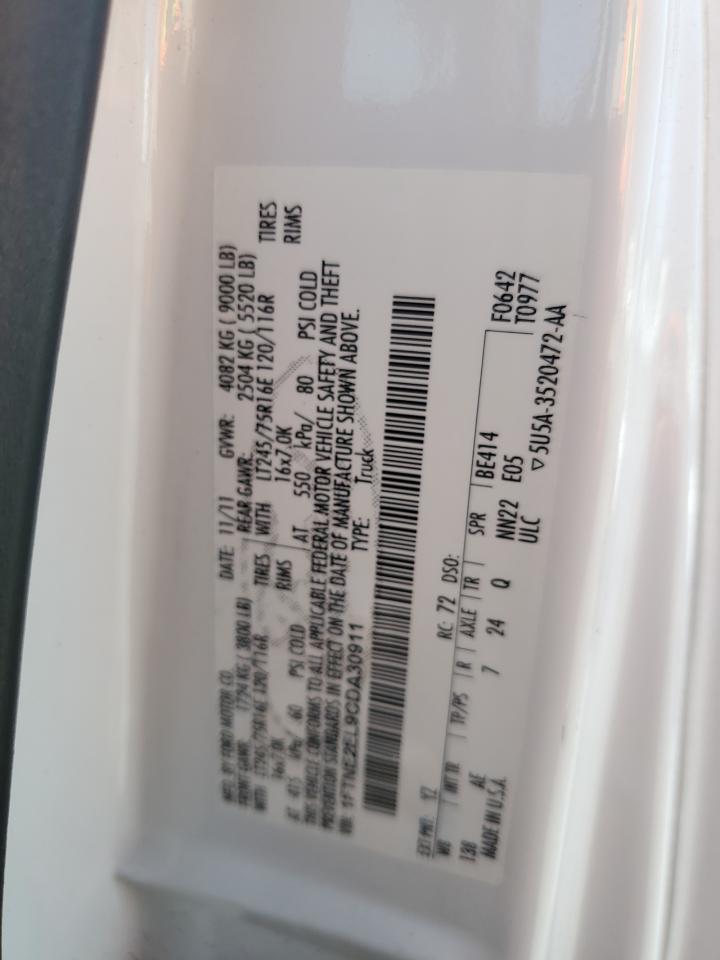 MFD. BY FORD MOTOR CO. DATE: 11/11 GVWR: 4082 KG ( 9000 LB)
FRONT GAWR: 1724 KG ( 3800 LB) REAR GAWR: 2504 KG ( 5520 LB)
WITH LT245/75R16E 120/116R TIRES WITH LT245/75R16E 120/116R TIRES
16x7.0K RIMS 16x7.0K RIMS
AT 415 kPa/ 60 PSI COLD AT 550 kPa/ 80 PSI COLD
THIS VEHICLE CONFORMS TO ALL APPLICABLE FEDERAL MOTOR VEHICLE SAFETY AND THEFT
PREVENTION STANDARDS IN EFFECT ON THE DATE OF MANUFACTURE SHOWN ABOVE.
VIN: 1FTNE2EL9CDA30911 TYPE: Truck
EXT PNT: YZ RC: 72 DSO: F0642
WB INT TR TP/PS R AXLE TR SPR BE414 T0977
138 AE 7 24 Q NN22 E05
MADE IN U.S.A. ULC ▽5U5A-3520472-AA